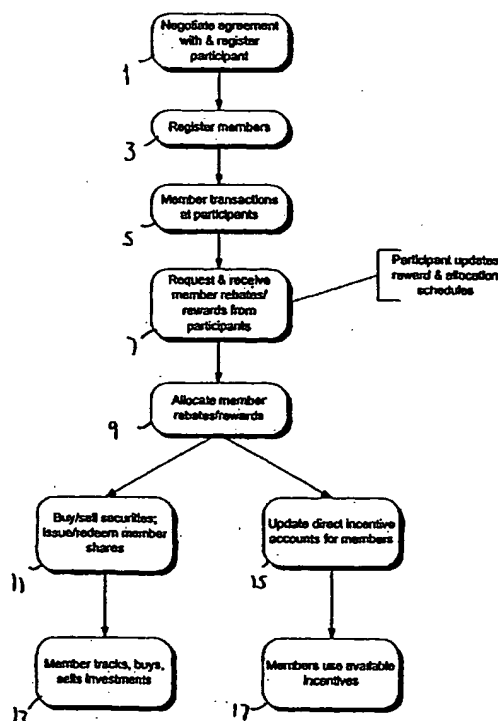 Negotiate agreement
with & register
participant
1
Register members
3
Member transactions
at participants
5
Request & receive
member rebates/
rewards from
participants
7
Participant updates
reward & allocation
schedules
Allocate member
rebates/rewards
9
Buy/sell securities;
issue/redeem member
shares
11
Update direct incentive
accounts for members
15
Member tracks, buys,
sells investments
Members use available
incentives
17